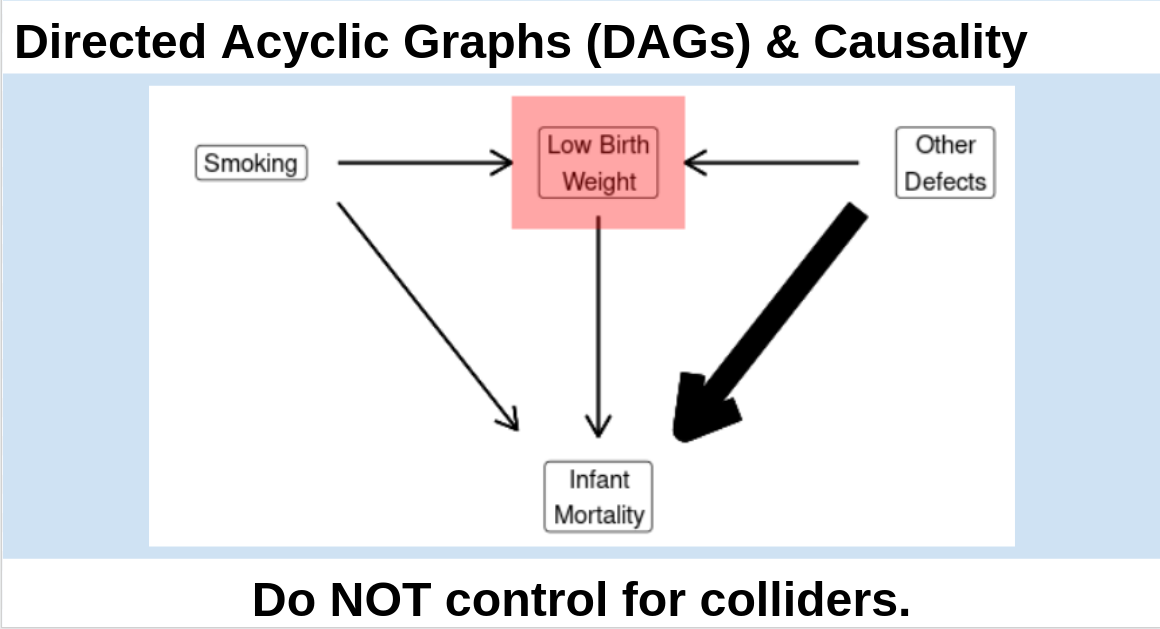 Directed Acyclic Graphs (DAGs) & Causality
Smoking
Low Birth
Weight
Other
Defects
Infant
Mortality
Do NOT control for colliders.